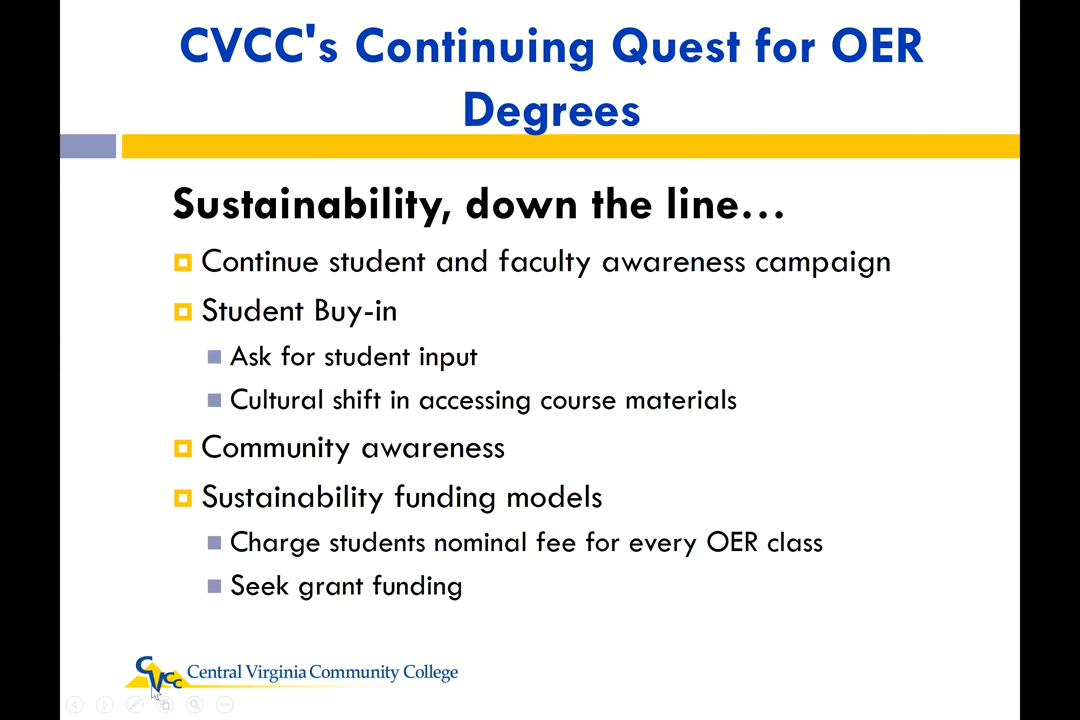 CVCC's Continuing Quest for OER
Degrees
Sustainability, down the line...
Continue student and faculty awareness campaign
Student Buy-in
Ask for student input
Cultural shift in accessing course materials
Community awareness
Sustainability funding models
Charge students nominal fee for every OER class
Seek grant funding
CVCC Central Virginia Community College